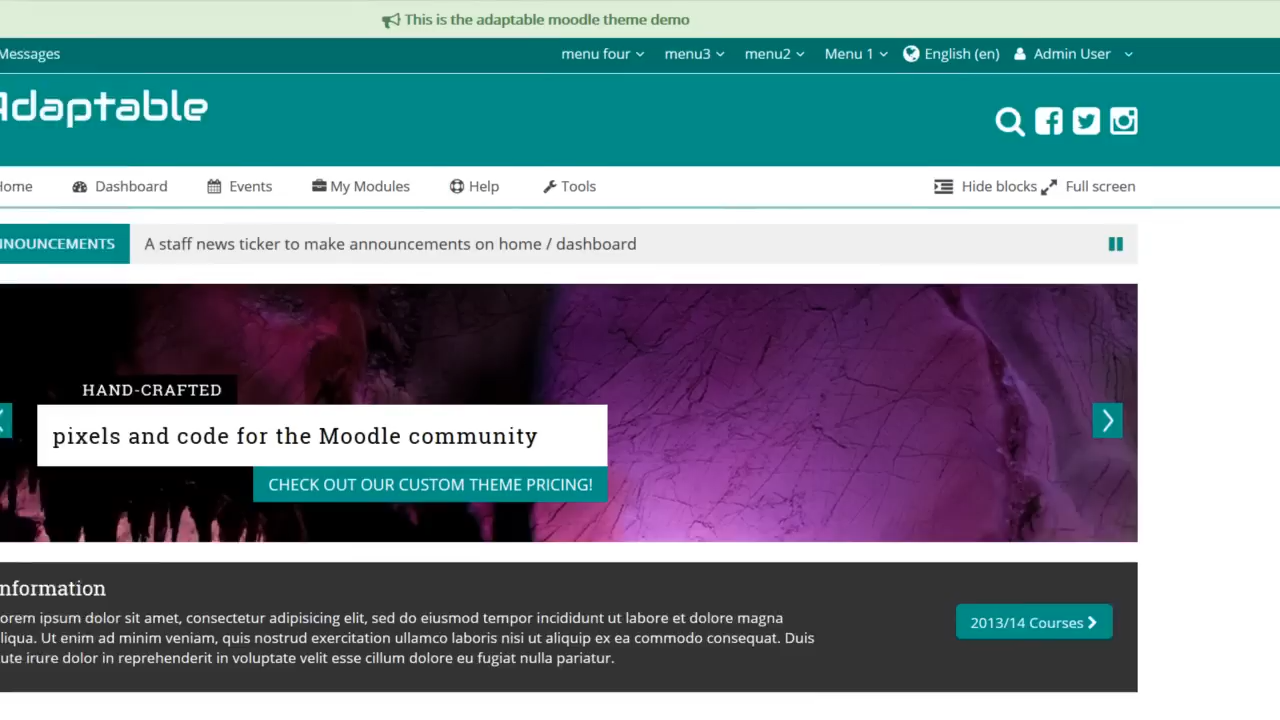 This is the adaptable moodle theme demo
Messages menu four menu3 menu2 Menu 1 English (en) Admin User
Adaptable
Home Dashboard Events My Modules Help Tools Hide blocks Full screen
NNOUNCEMENTS A staff news ticker to make announcements on home / dashboard
HAND-CRAFTED
pixels and code for the Moodle community
CHECK OUT OUR CUSTOM THEME PRICING!
nformation
orem ipsum dolor sit amet, consectetur adipisicing elit, sed do eiusmod tempor incididunt ut labore et dolore magna
liqua. Ut enim ad minim veniam, quis nostrud exercitation ullamco laboris nisi ut aliquip ex ea commodo consequat. Duis
ute irure dolor in reprehenderit in voluptate velit esse cillum dolore eu fugiat nulla pariatur.
2013/14 Courses